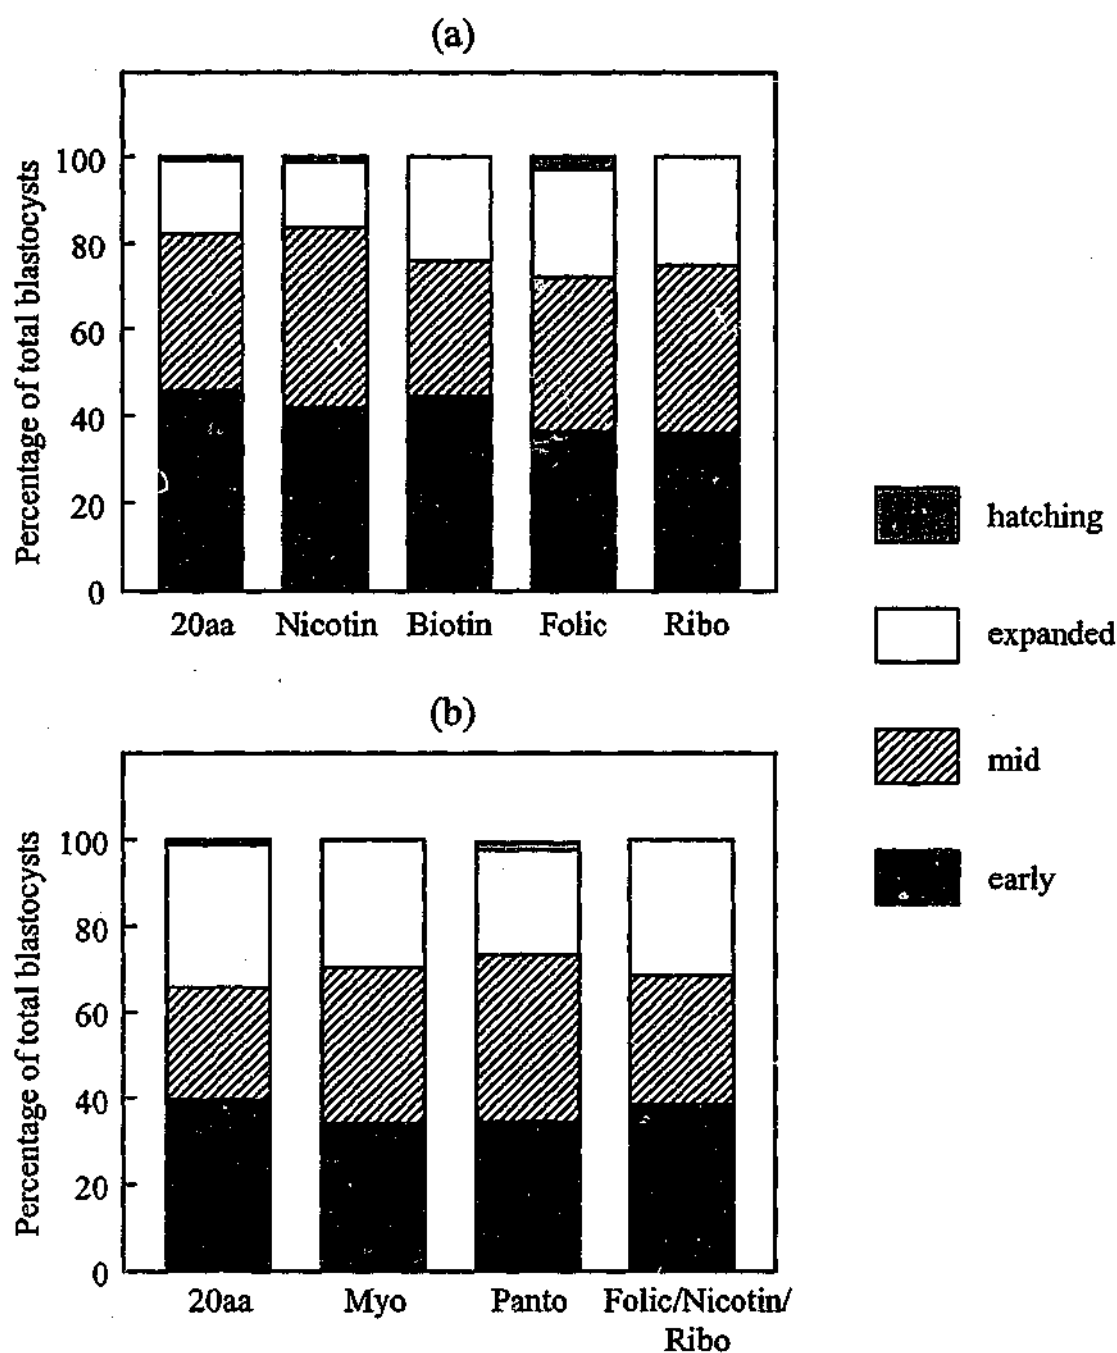 (a)
Percentage of total blastocysts
100
80
60
40
20
0
20aa Nicotin Biotin Folic Ribo
hatching
expanded
mid
early
(b)
Percentage of total blastocysts
100
80
60
40
20
0
20aa Myo Panto Folic/Nicotin/
Ribo